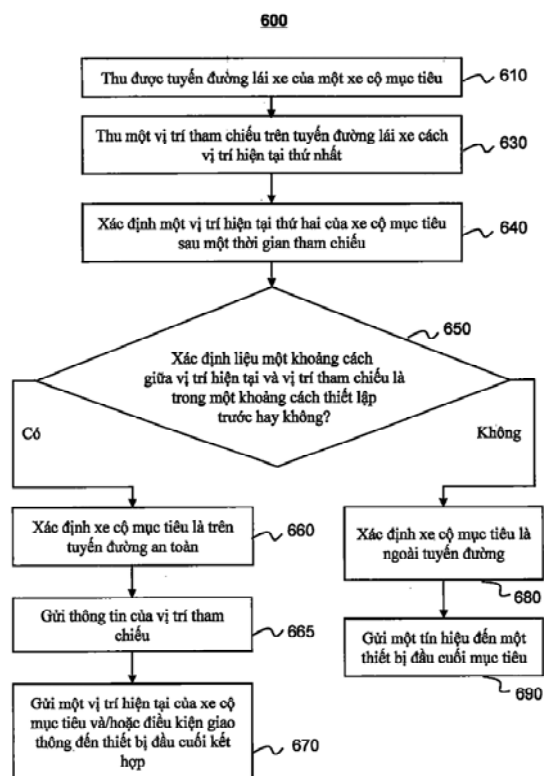 600
Thu được tuyến đường lái xe của một xe cộ mục tiêu
610
Thu một vị trí tham chiếu trên tuyến đường lái xe cách
vị trí hiện tại thứ nhất
630
Xác định một vị trí hiện tại thứ hai của xe cộ mục tiêu
sau một thời gian tham chiếu
640
650
Xác định liệu một khoảng cách
giữa vị trí hiện tại và vị trí tham chiếu là
trong một khoảng cách thiết lập
trước hay không?
Có
Không
Xác định xe cộ mục tiêu là trên
tuyến đường an toàn
660
Xác định xe cộ mục tiêu là
ngoài tuyến đường
680
Gửi thông tin của vị trí tham
chiếu
665
Gửi một tín hiệu đến một
thiết bị đầu cuối mục tiêu
690
Gửi một vị trí hiện tại của xe cộ
mục tiêu và/hoặc điều kiện giao
thông đến thiết bị đầu cuối kết
hợp
670